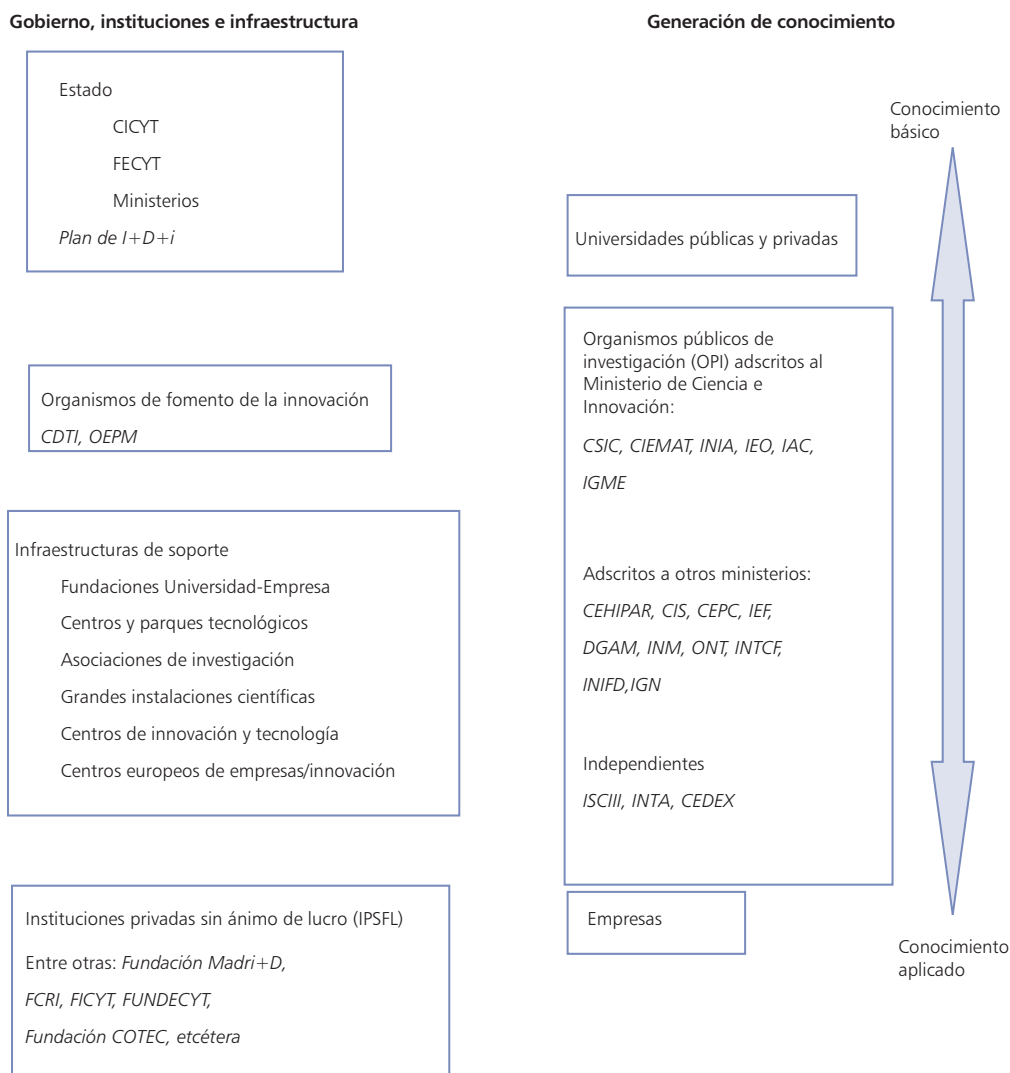 Gobierno, instituciones e infraestructura
Estado
CICYT
FECYT
Ministerios
Plan de I+D+i
Organismos de fomento de la innovación
CDTI, OEPM
Infraestructuras de soporte
Fundaciones Universidad-Empresa
Centros y parques tecnológicos
Asociaciones de investigación
Grandes instalaciones científicas
Centros de innovación y tecnología
Centros europeos de empresas/innovación
Instituciones privadas sin ánimo de lucro (IPSFL)
Entre otras: Fundación Madri+D,
FCRI, FICYT, FUNDECYT,
Fundación COTEC, etcétera
Generación de conocimiento
Universidades públicas y privadas
Organismos públicos de
investigación (OPI) adscritos al
Ministerio de Ciencia e
Innovación:
CSIC, CIEMAT, INIA, IEO, IAC,
IGME
Adscritos a otros ministerios:
CEHIPAR, CIS, CEPC, IEF,
DGAM, INM, ONT, INTCF,
INIFD,IGN
Independientes
ISCIII, INTA, CEDEX
Empresas
Conocimiento
básico
Conocimiento
aplicado